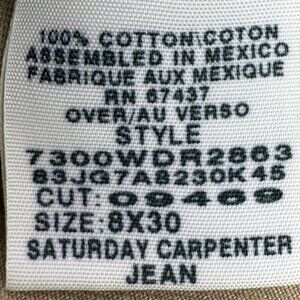 100% COTTON\COTON
ASSEMBLED IN MEXICO
FABRIQUE AUX MEXIQUE
RN 67437
OVER/AU VERSO
STYLE
7300WDR2863
83JG7A8230K45
CUT: 09469
SIZE: 8X30
SATURDAY CARPENTER
JEAN